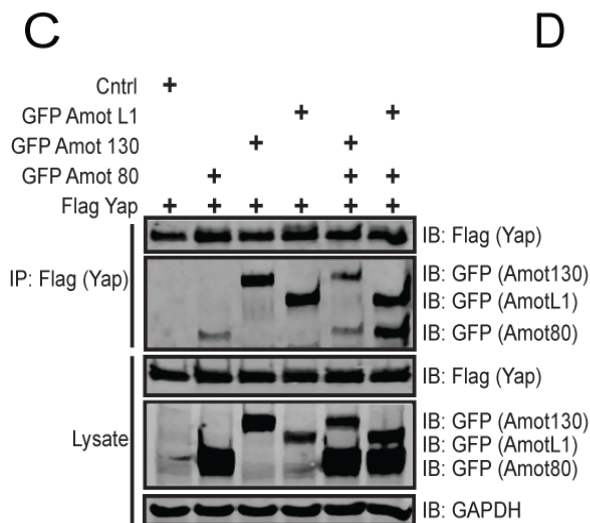 C D
Cntrl +
GFP Amot L1 + +
GFP Amot 130 + +
GFP Amot 80 + + +
Flag Yap + + + + + +
IP: Flag (Yap)
IB: Flag (Yap)
IB: GFP (Amot130)
IB: GFP (AmotL1)
IB: GFP (Amot80)
Lysate
IB: Flag (Yap)
IB: GFP (Amot130)
IB: GFP (AmotL1)
IB: GFP (Amot80)
IB: GAPDH